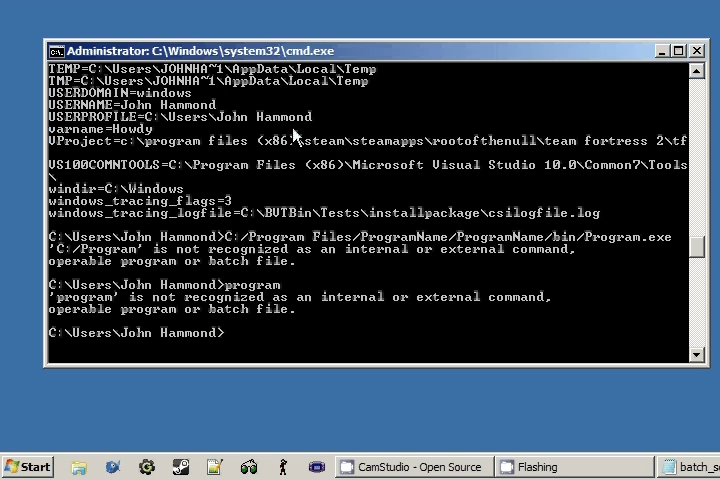 Administrator: C:\Windows\system32\cmd.exe
TEMP=C:\Users\JOHNHA~1\AppData\Local\Temp
TMP=C:\Users\JOHNHA~1\AppData\Local\Temp
USERDOMAIN=windows
USERNAME=John Hammond
USERPROFILE=C:\Users\John Hammond
varname=Howdy
VProject=c:\program files (x86)\steam\steamapps\rootofthenull\team fortress 2\tf
VS100COMNTOOLS=C:\Program Files (x86)\Microsoft Visual Studio 10.0\Common7\Tools
\
windir=C:\Windows
windows_tracing_flags=3
windows_tracing_logfile=C:\BVTBin\Tests\installpackage\csilogfile.log
C:\Users\John Hammond>C:/Program Files/ProgramName/ProgramName/bin/Program.exe
'C:/Program' is not recognized as an internal or external command,
operable program or batch file.
C:\Users\John Hammond>program
'program' is not recognized as an internal or external command,
operable program or batch file.
C:\Users\John Hammond>
Start
CamStudio - Open Source
Flashing
batch_se